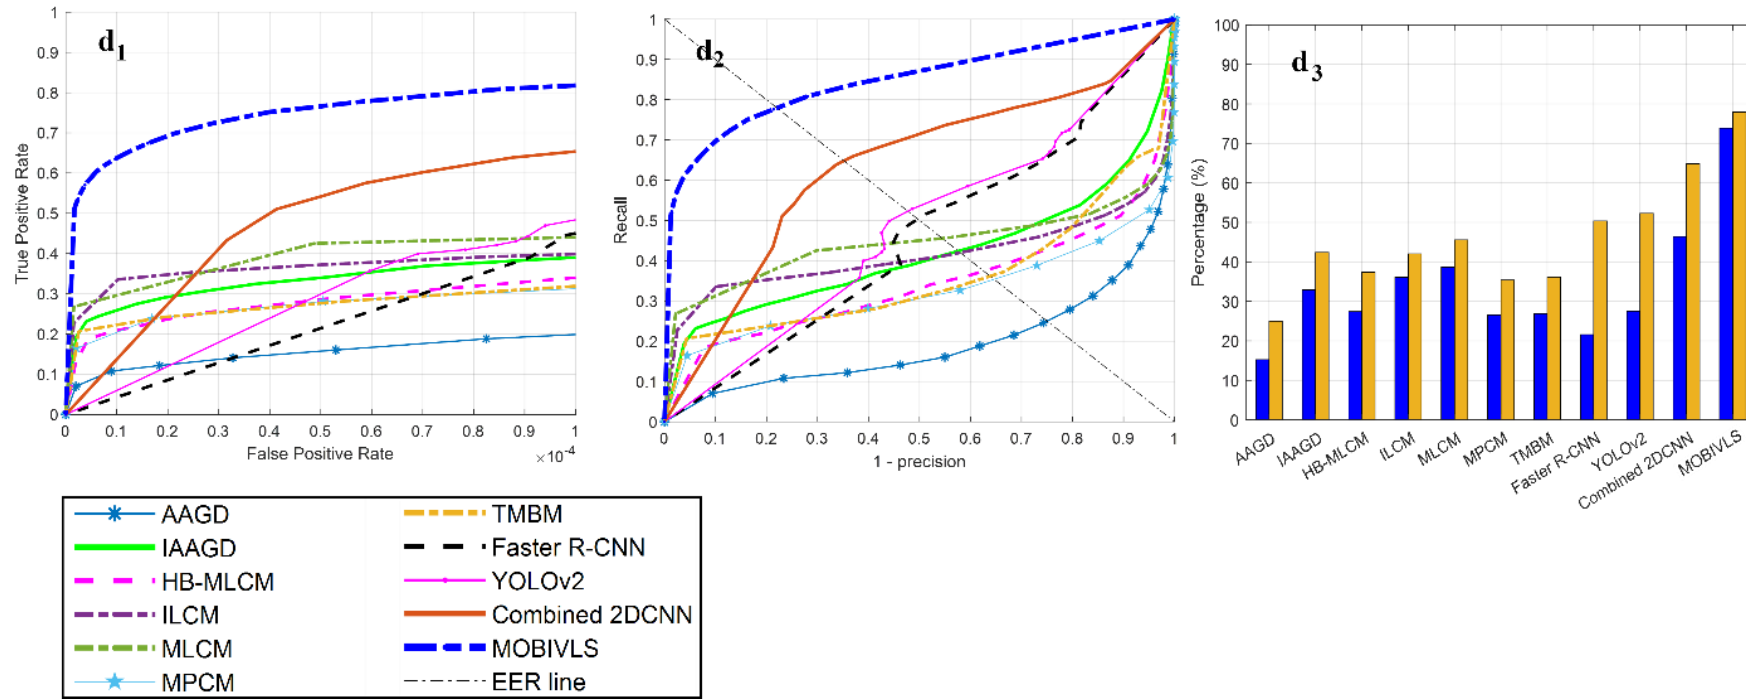 d1
True Positive Rate
1
0.9
0.8
0.7
0.6
0.5
0.4
0.3
0.2
0.1
0
0 0.1 0.2 0.3 0.4 0.5 0.6 0.7 0.8 0.9 1
False Positive Rate
×10-4
d2
Recall
1
0.9
0.8
0.7
0.6
0.5
0.4
0.3
0.2
0.1
0
0 0.1 0.2 0.3 0.4 0.5 0.6 0.7 0.8 0.9 1
1 - precision
d3
Percentage (%)
100
90
80
70
60
50
40
30
20
10
0
AAGD
IAAGD
HB-MLCM
ILCM
MLCM
MPCM
TMBM
Faster R-CNN
YOLOv2
Combined 2DCNN
MOBIVLS
AAGD
IAAGD
HB-MLCM
ILCM
MLCM
MPCM
TMBM
Faster R-CNN
YOLOv2
Combined 2DCNN
MOBIVLS
EER line